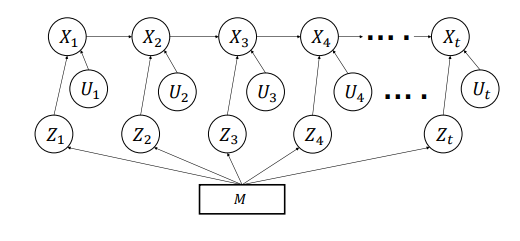 X₁ X₂ X₃ X₄ .... Xₜ
U₁ U₂ U₃ U₄ .... Uₜ
Z₁ Z₂ Z₃ Z₄ Zₜ
M